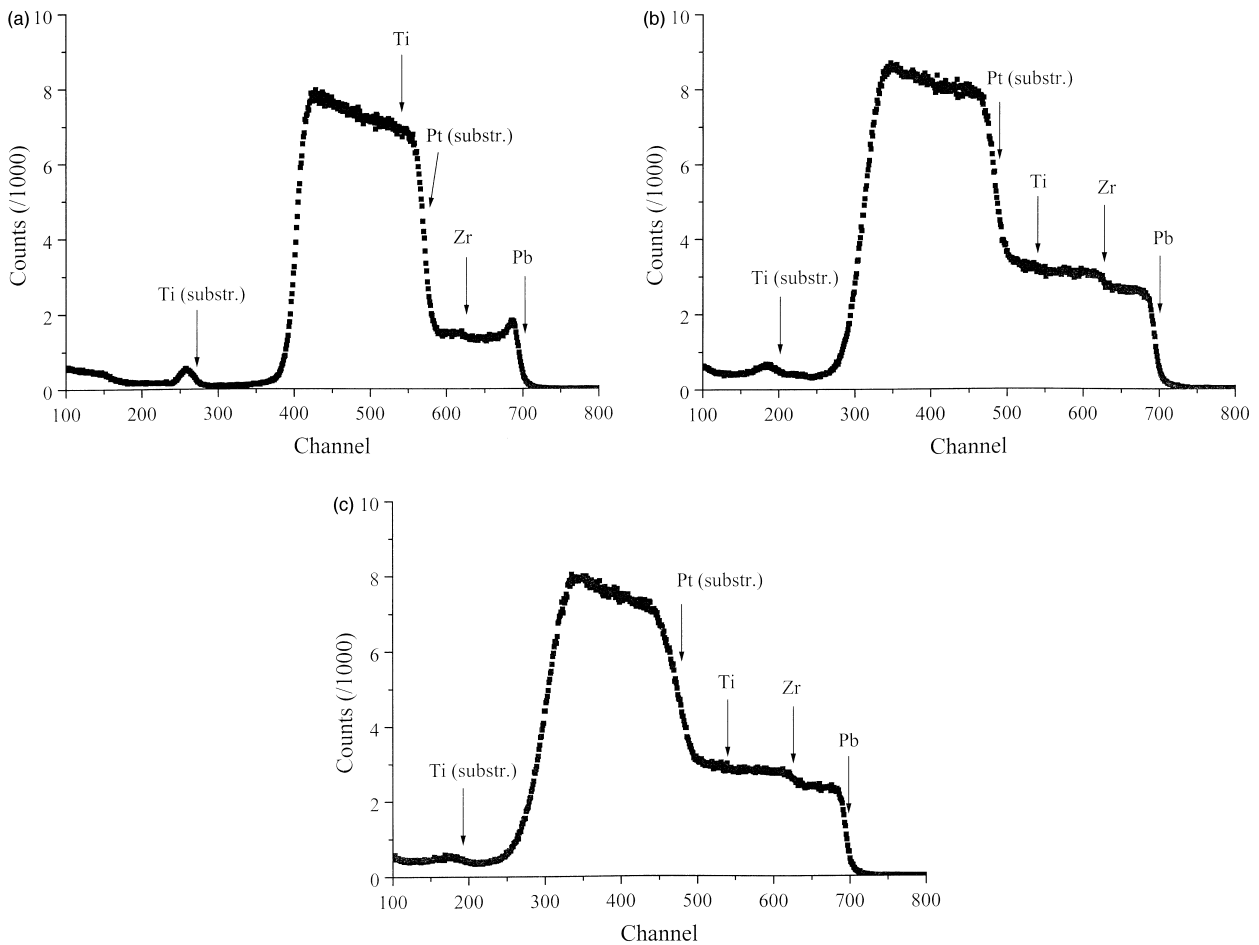 (a)
10
8
6
4
2
0
Counts (/1000)
Ti
Pt (substr.)
Zr
Pb
Ti (substr.)
100 200 300 400 500 600 700 800
Channel
(b)
10
8
6
4
2
0
Counts (/1000)
Pt (substr.)
Ti
Zr
Pb
Ti (substr.)
100 200 300 400 500 600 700 800
Channel
(c)
10
8
6
4
2
0
Counts (/1000)
Pt (substr.)
Ti
Zr
Pb
Ti (substr.)
100 200 300 400 500 600 700 800
Channel